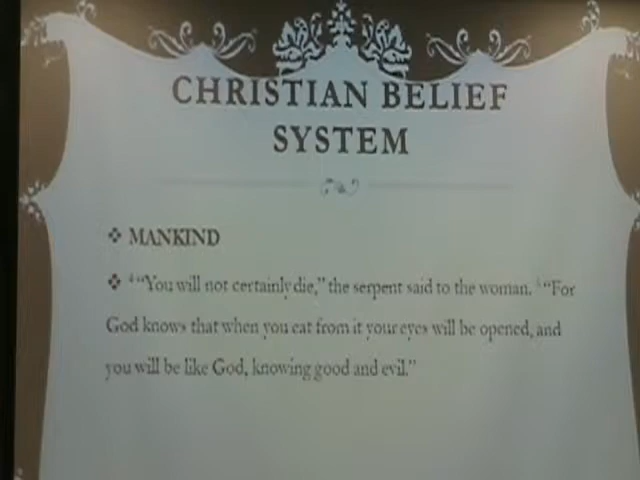 CHRISTIAN BELIEF
SYSTEM
❖ MANKIND
❖ ⁴ “You will not certainly die,” the serpent said to the woman. ⁵ “For
God knows that when you eat from it your eyes will be opened, and
you will be like God, knowing good and evil.”